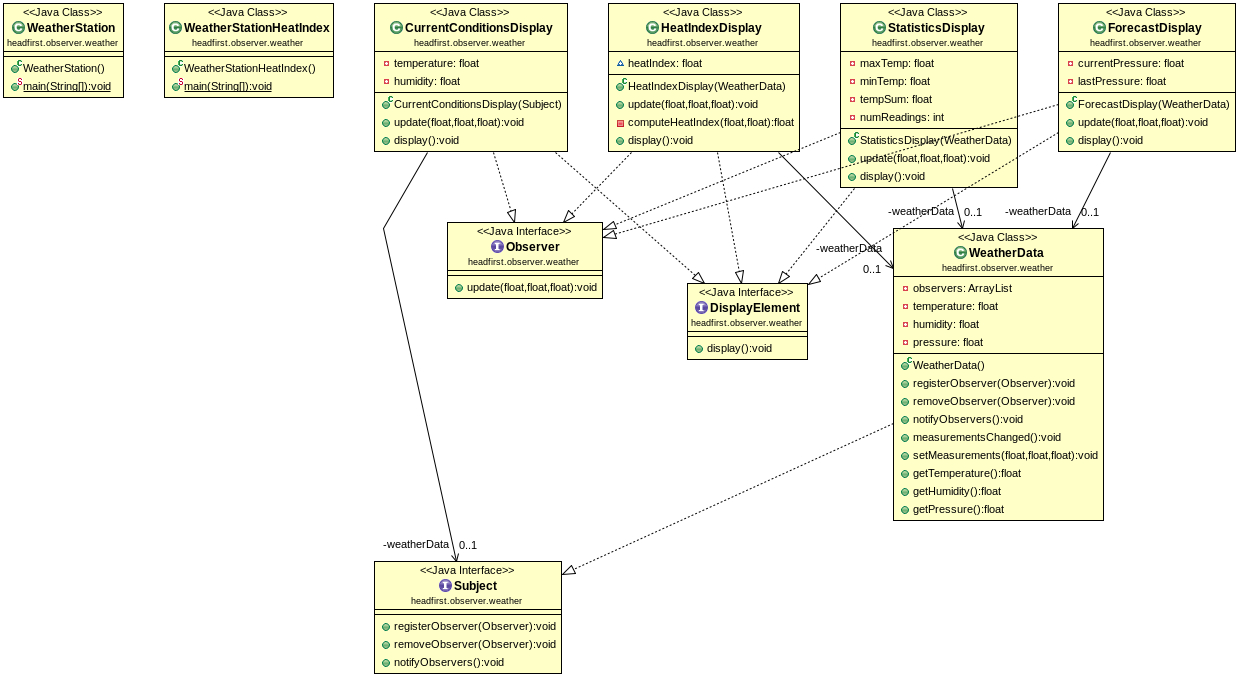 <<Java Class>>
WeatherStation
headfirst.observer.weather
WeatherStation()
main(String[]):void
<<Java Class>>
WeatherStationHeatIndex
headfirst.observer.weather
WeatherStationHeatIndex()
main(String[]):void
<<Java Class>>
CurrentConditionsDisplay
headfirst.observer.weather
temperature: float
humidity: float
CurrentConditionsDisplay(Subject)
update(float,float,float):void
display():void
<<Java Class>>
HeatIndexDisplay
headfirst.observer.weather
heatIndex: float
HeatIndexDisplay(WeatherData)
update(float,float,float):void
computeHeatIndex(float,float):float
display():void
<<Java Class>>
StatisticsDisplay
headfirst.observer.weather
maxTemp: float
minTemp: float
tempSum: float
numReadings: int
StatisticsDisplay(WeatherData)
update(float,float,float):void
display():void
<<Java Class>>
ForecastDisplay
headfirst.observer.weather
currentPressure: float
lastPressure: float
ForecastDisplay(WeatherData)
update(float,float,float):void
display():void
-weatherData 0..1
-weatherData 0..1
-weatherData
0..1
<<Java Interface>>
Observer
headfirst.observer.weather
update(float,float,float):void
<<Java Interface>>
DisplayElement
headfirst.observer.weather
display():void
<<Java Class>>
WeatherData
headfirst.observer.weather
observers: ArrayList
temperature: float
humidity: float
pressure: float
WeatherData()
registerObserver(Observer):void
removeObserver(Observer):void
notifyObservers():void
measurementsChanged():void
setMeasurements(float,float,float):void
getTemperature():float
getHumidity():float
getPressure():float
-weatherData 0..1
<<Java Interface>>
Subject
headfirst.observer.weather
registerObserver(Observer):void
removeObserver(Observer):void
notifyObservers():void